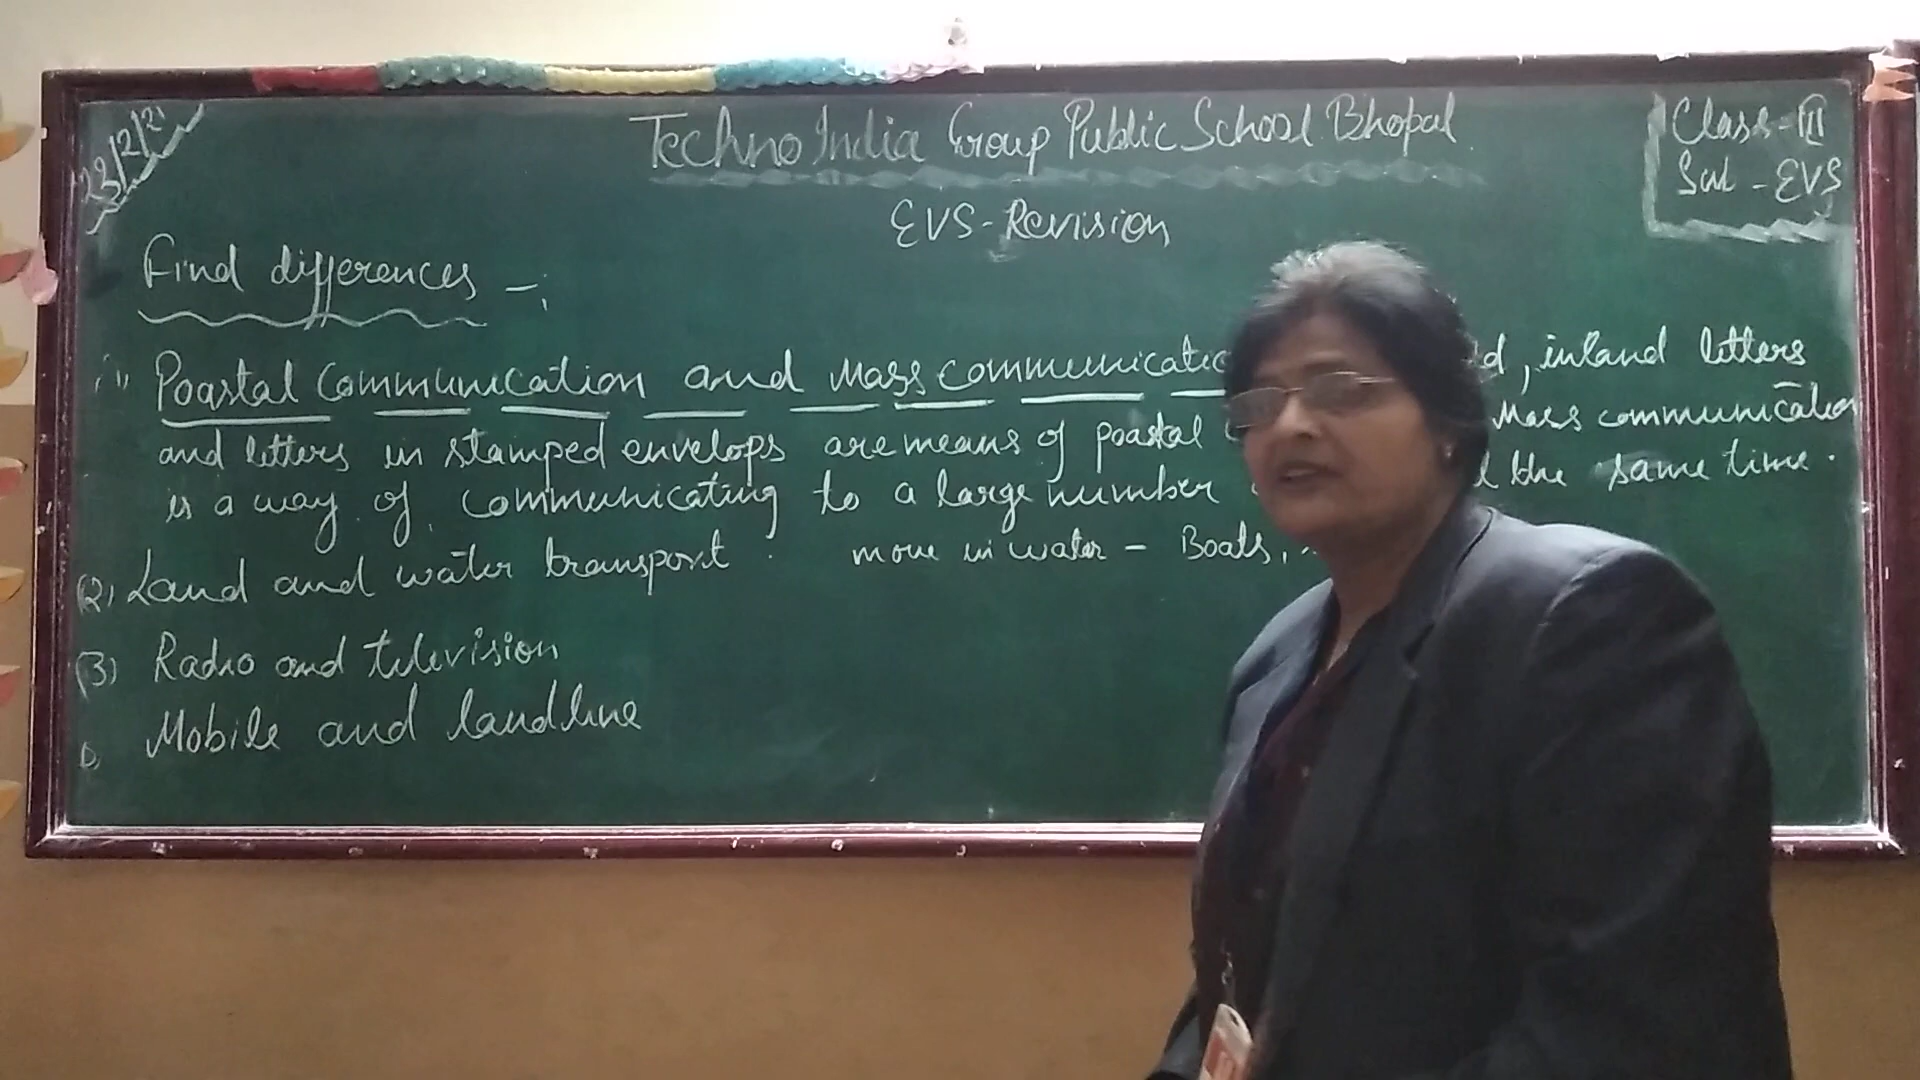 23/2/21
Techno India Group Public School Bhopal
Class - III
Sub - EVS
EVS - Revision
Find differences -:
(1) Poastal Communication and Mass communicatio d, inland letters
and letters in stamped envelops are means of poastal Mass communication
is a way of communicating to a large number the same time.
(2) Land and water transport. move in water - Boats,
(3) Radio and television
Mobile and landline